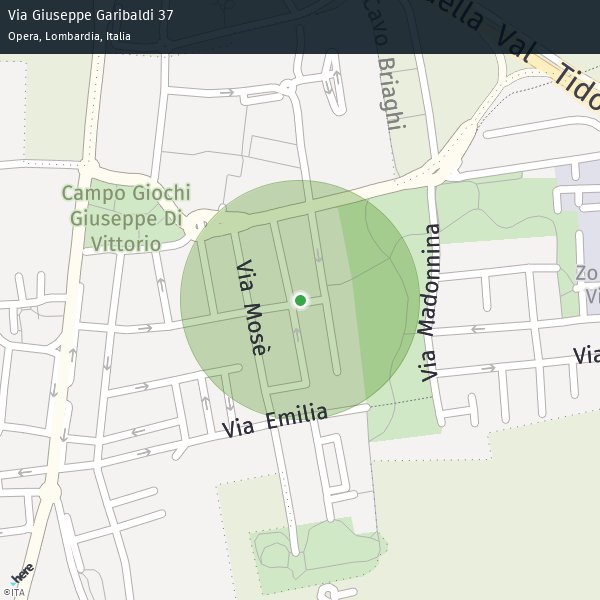 Via Giuseppe Garibaldi 37
Opera, Lombardia, Italia
della Val Tido
Cavo Briaghi
Campo Giochi
Giuseppe Di
Vittorio
Via Mosè
Via Madonnina
Zo
Vi
Via
Via Emilia
here
©ITA